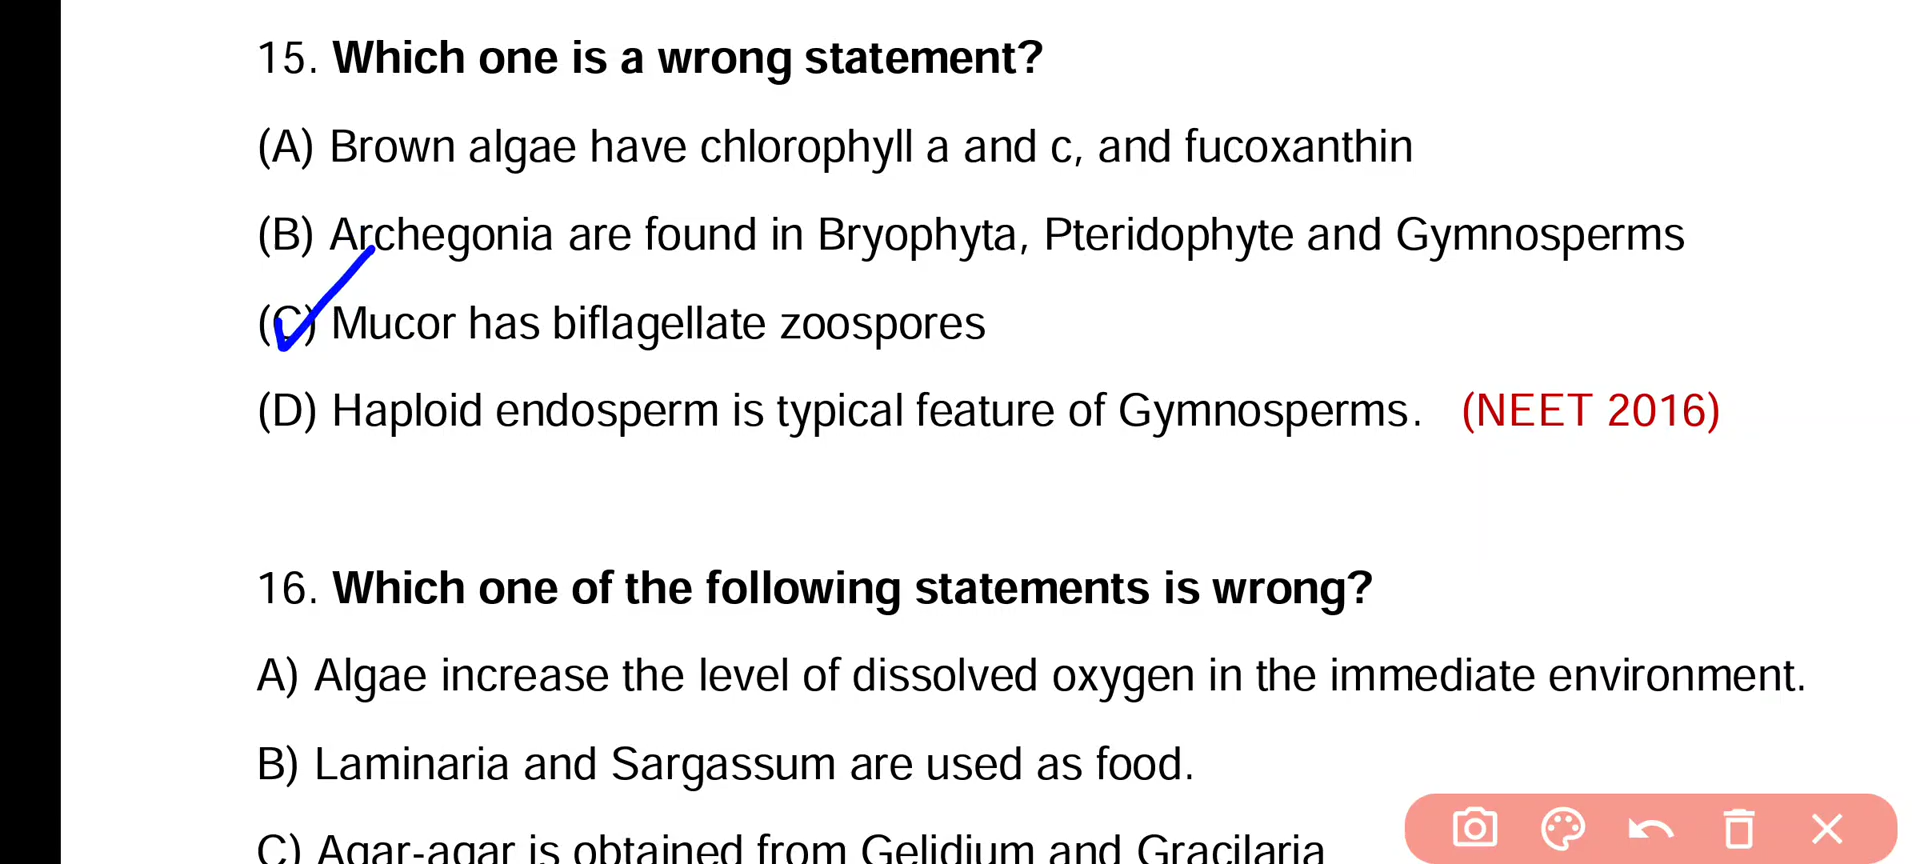 15. Which one is a wrong statement?
(A) Brown algae have chlorophyll a and c, and fucoxanthin
(B) Archegonia are found in Bryophyta, Pteridophyte and Gymnosperms
(C) Mucor has biflagellate zoospores
(D) Haploid endosperm is typical feature of Gymnosperms. (NEET 2016)
16. Which one of the following statements is wrong?
A) Algae increase the level of dissolved oxygen in the immediate environment.
B) Laminaria and Sargassum are used as food.
C) Agar-agar is obtained from Gelidium and Gracilaria